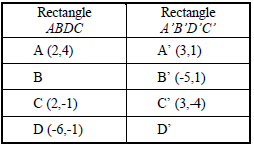 Rectangle Rectangle
ABDC A'B'D'C'
A (2,4) A' (3,1)
B B' (-5,1)
C (2,-1) C' (3,-4)
D (-6,-1) D'